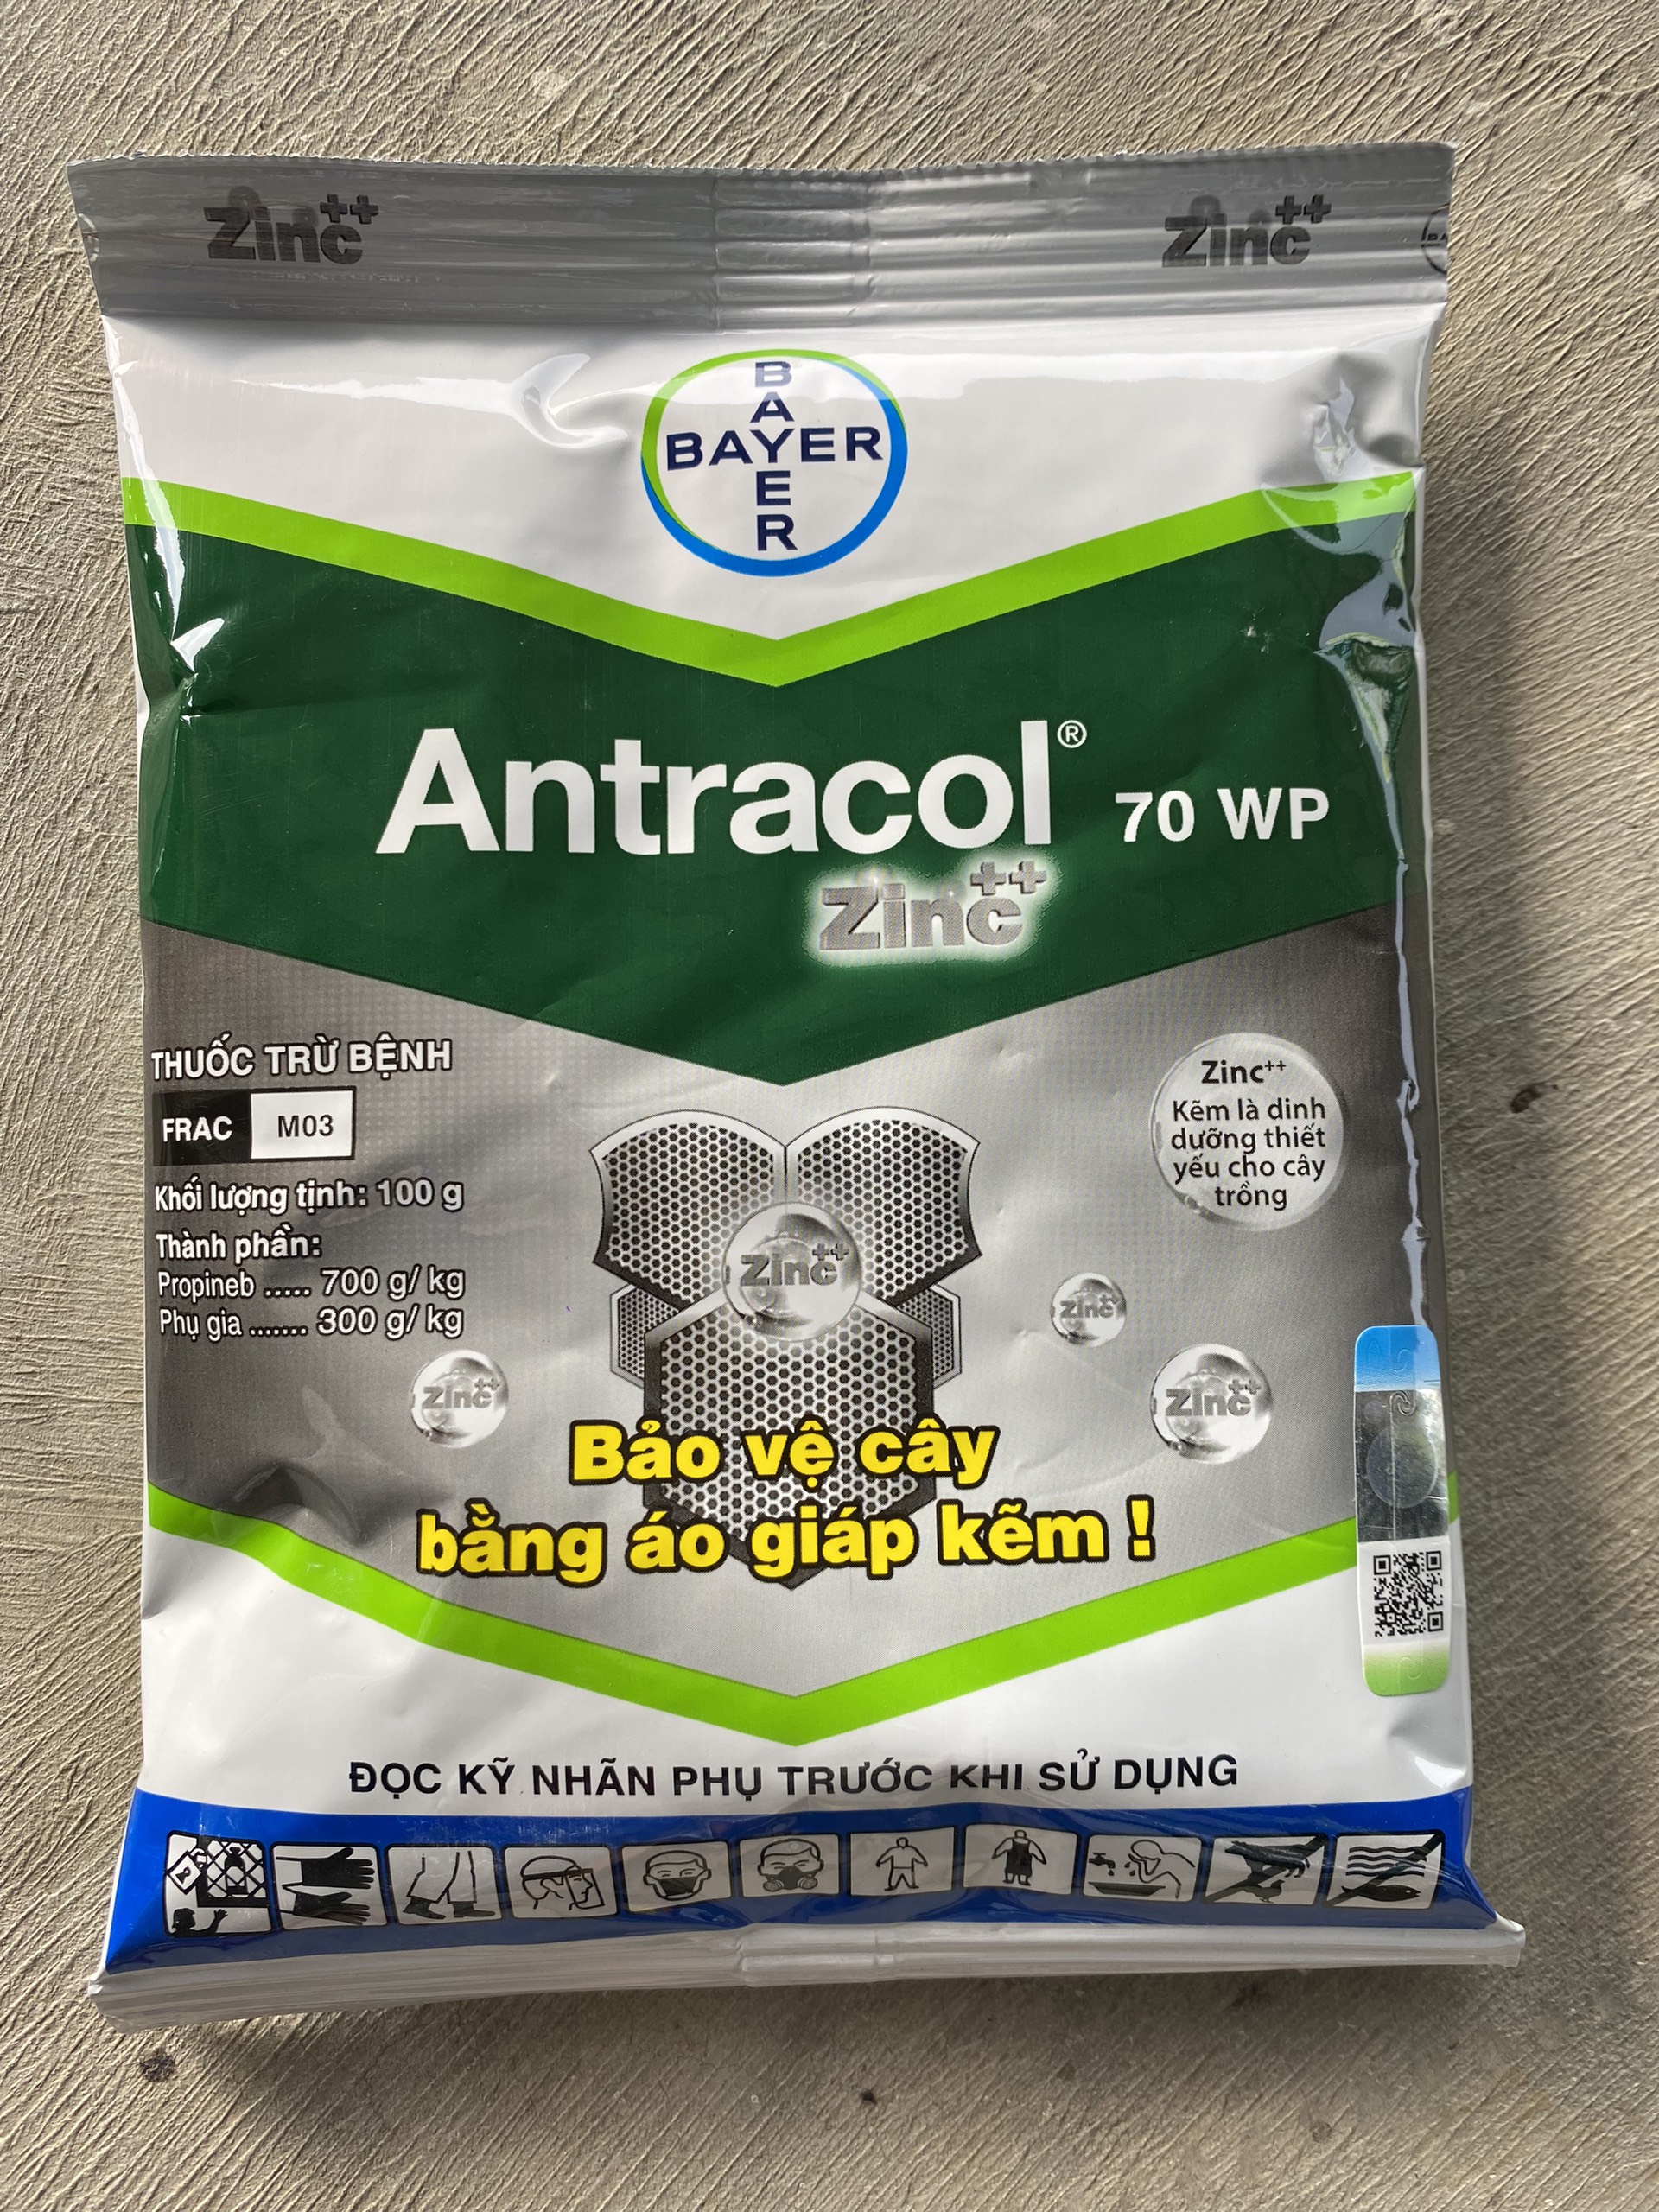 Zinc++
Zinc++
BAYER
BAYER
Antracol® 70 WP
Zinc++
THUỐC TRỪ BỆNH
FRAC M03
Khối lượng tịnh: 100 g
Thành phần:
Propineb ..... 700 g/ kg
Phụ gia ....... 300 g/ kg
Zinc++
Kẽm là dinh
dưỡng thiết
yếu cho cây
trồng
Zinc++
Zinc++
Zinc++
Zinc++
Bảo vệ cây
bằng áo giáp kẽm !
ĐỌC KỸ NHÃN PHỤ TRƯỚC KHI SỬ DỤNG